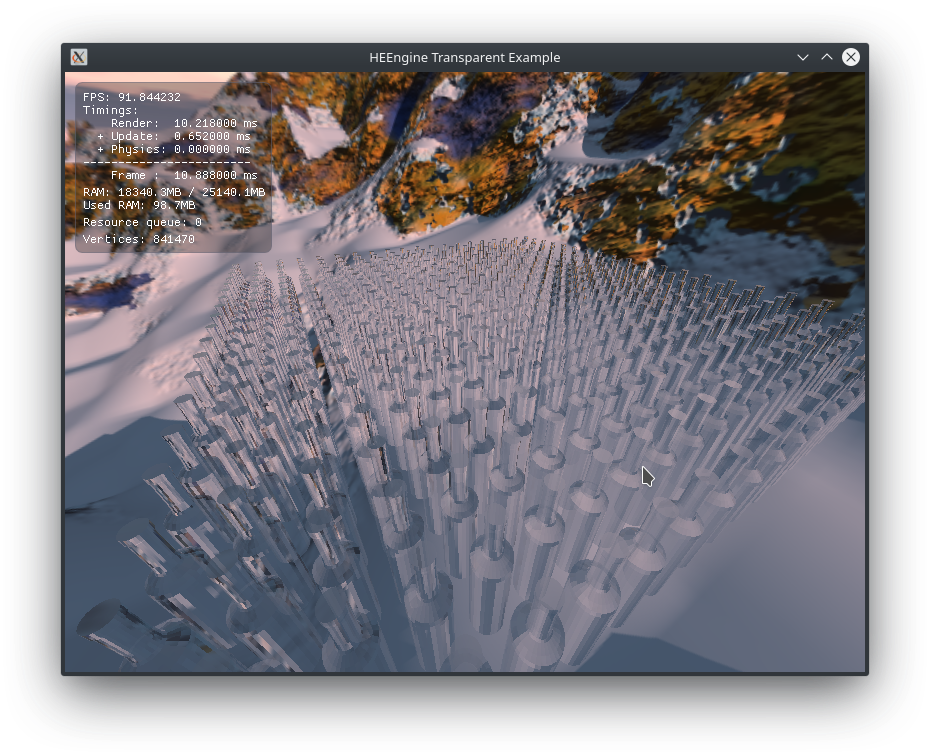 HEEngine Transparent Example
FPS: 91.844232
Timings:
Render: 10.218000 ms
+ Update: 0.652000 ms
+ Physics: 0.000000 ms
------------------------
Frame : 10.888000 ms
RAM: 18340.3MB / 25140.1MB
Used RAM: 98.7MB
Resource queue: 0
Vertices: 841470